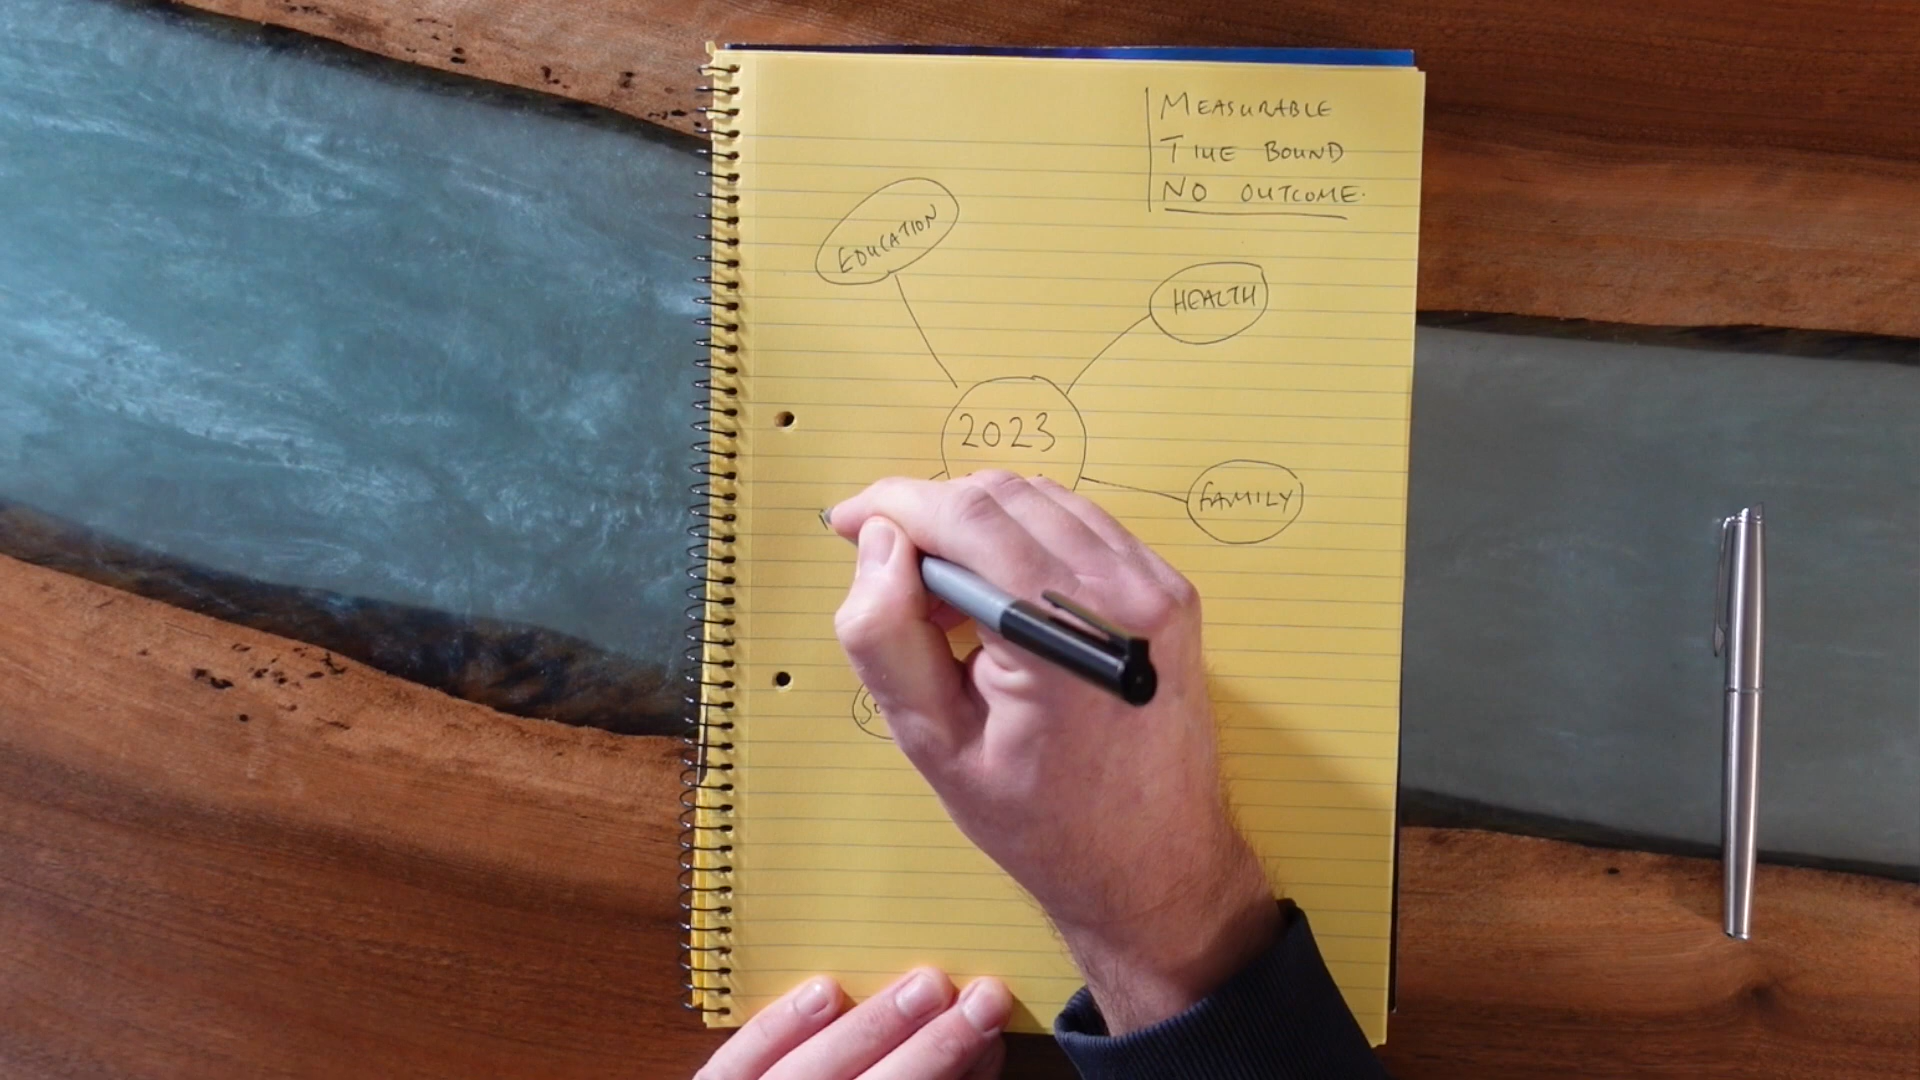 MEASURABLE
TIME BOUND
NO OUTCOME.
EDUCATION
HEALTH
2023
FAMILY